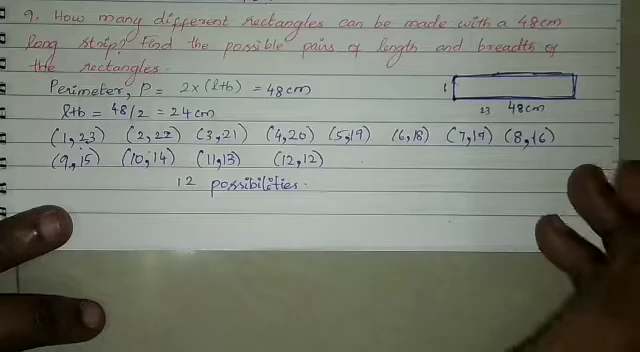 9. How many different rectangles can be made with a 48cm
long strip? Find the possible pairs of length and breadth of
the rectangles.
Perimeter, P = 2×(l+b) = 48cm
l+b = 48/2 = 24cm
1
23 48cm
(1,23) (2,22) (3,21) (4,20) (5,19) (6,18) (7,17) (8,16)
(9,15) (10,14) (11,13) (12,12)
12 possibilities.